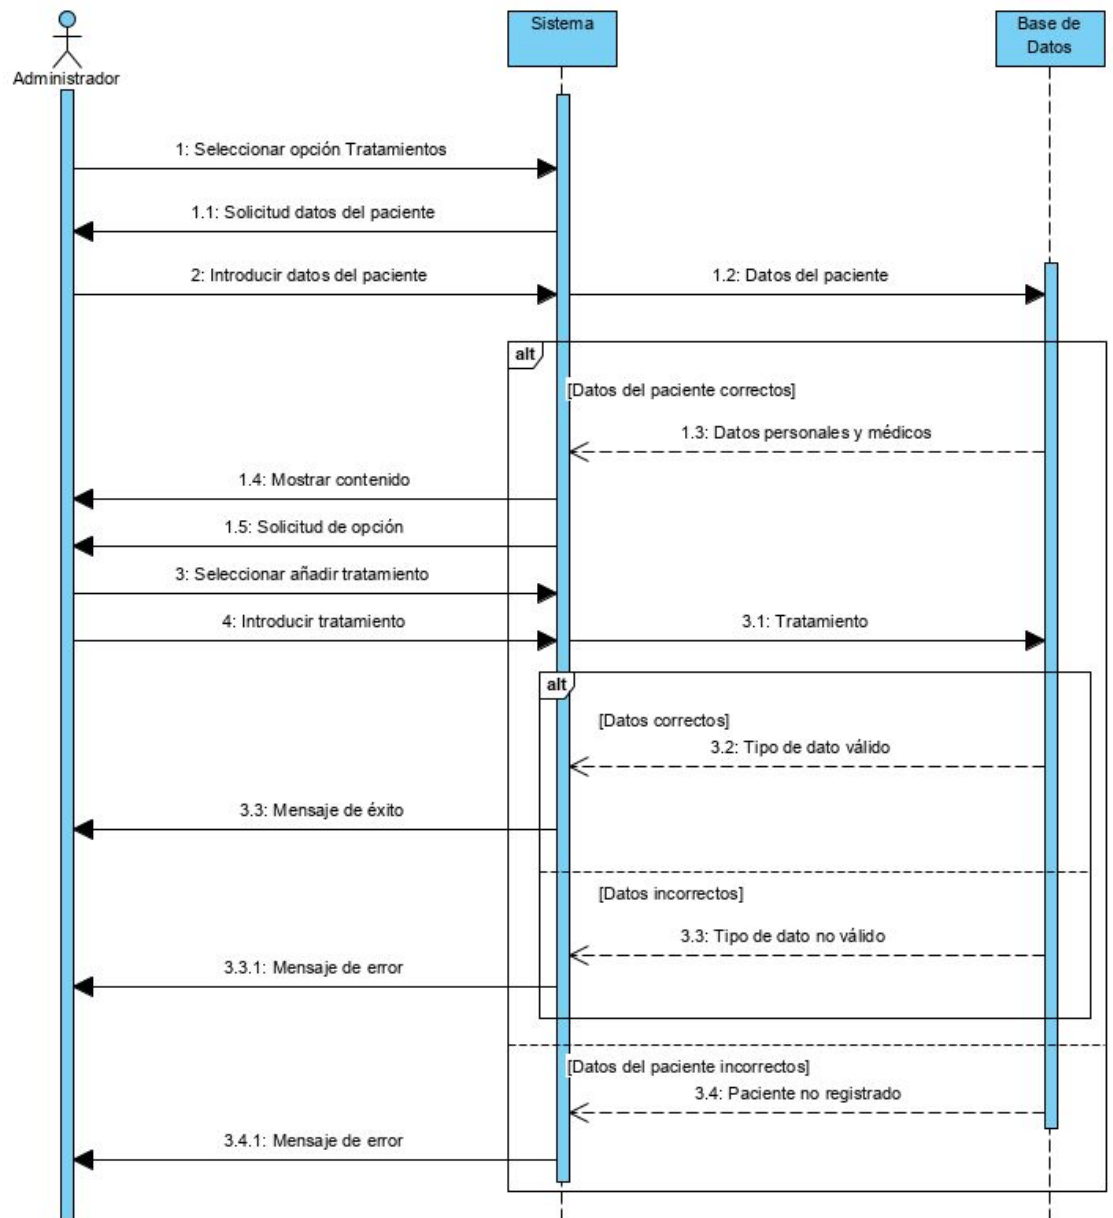 Administrador
Sistema
Base de
Datos
1: Seleccionar opción Tratamientos
1.1: Solicitud datos del paciente
2: Introducir datos del paciente
1.2: Datos del paciente
alt
[Datos del paciente correctos]
1.3: Datos personales y médicos
1.4: Mostrar contenido
1.5: Solicitud de opción
3: Seleccionar añadir tratamiento
4: Introducir tratamiento
3.1: Tratamiento
alt
[Datos correctos]
3.2: Tipo de dato válido
3.3: Mensaje de éxito
[Datos incorrectos]
3.3: Tipo de dato no válido
3.3.1: Mensaje de error
[Datos del paciente incorrectos]
3.4: Paciente no registrado
3.4.1: Mensaje de error